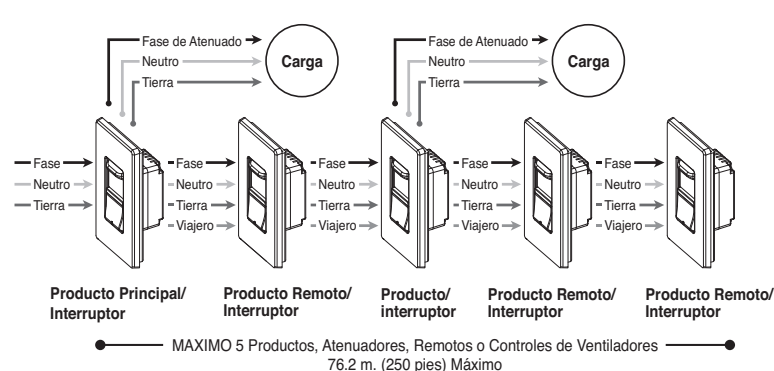 Fase de Atenuado
Neutro
Tierra
Carga
Fase de Atenuado
Neutro
Tierra
Carga
Fase
Neutro
Tierra
Fase
Neutro
Tierra
Viajero
Fase
Neutro
Tierra
Viajero
Fase
Neutro
Tierra
Viajero
Fase
Neutro
Tierra
Viajero
Producto Principal/
Interruptor
Producto Remoto/
Interruptor
Producto/
interruptor
Producto Remoto/
Interruptor
Producto Remoto/
Interruptor
MAXIMO 5 Productos, Atenuadores, Remotos o Controles de Ventiladores
76.2 m. (250 pies) Máximo